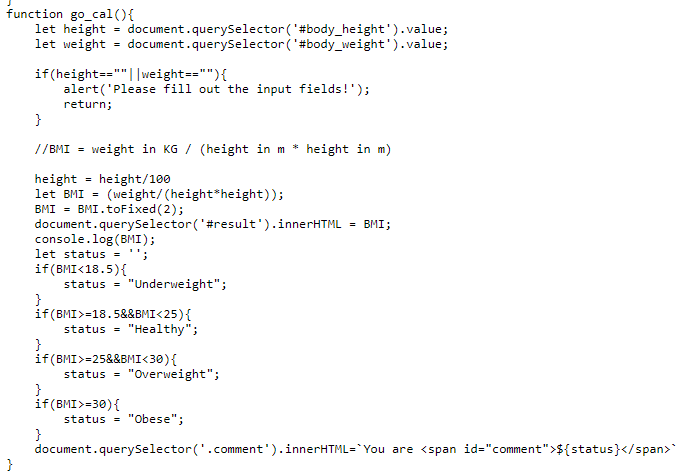 }
function go_cal(){
    let height = document.querySelector('#body_height').value;
    let weight = document.querySelector('#body_weight').value;

    if(height==""||weight==""){
        alert('Please fill out the input fields!');
        return;
    }

    //BMI = weight in KG / (height in m * height in m)

    height = height/100
    let BMI = (weight/(height*height));
    BMI = BMI.toFixed(2);
    document.querySelector('#result').innerHTML = BMI;
    console.log(BMI);
    let status = '';
    if(BMI<18.5){
        status = "Underweight";
    }
    if(BMI>=18.5&&BMI<25){
        status = "Healthy";
    }
    if(BMI>=25&&BMI<30){
        status = "Overweight";
    }
    if(BMI>=30){
        status = "Obese";
    }
    document.querySelector('.comment').innerHTML=`You are <span id="comment">${status}</span>`
}